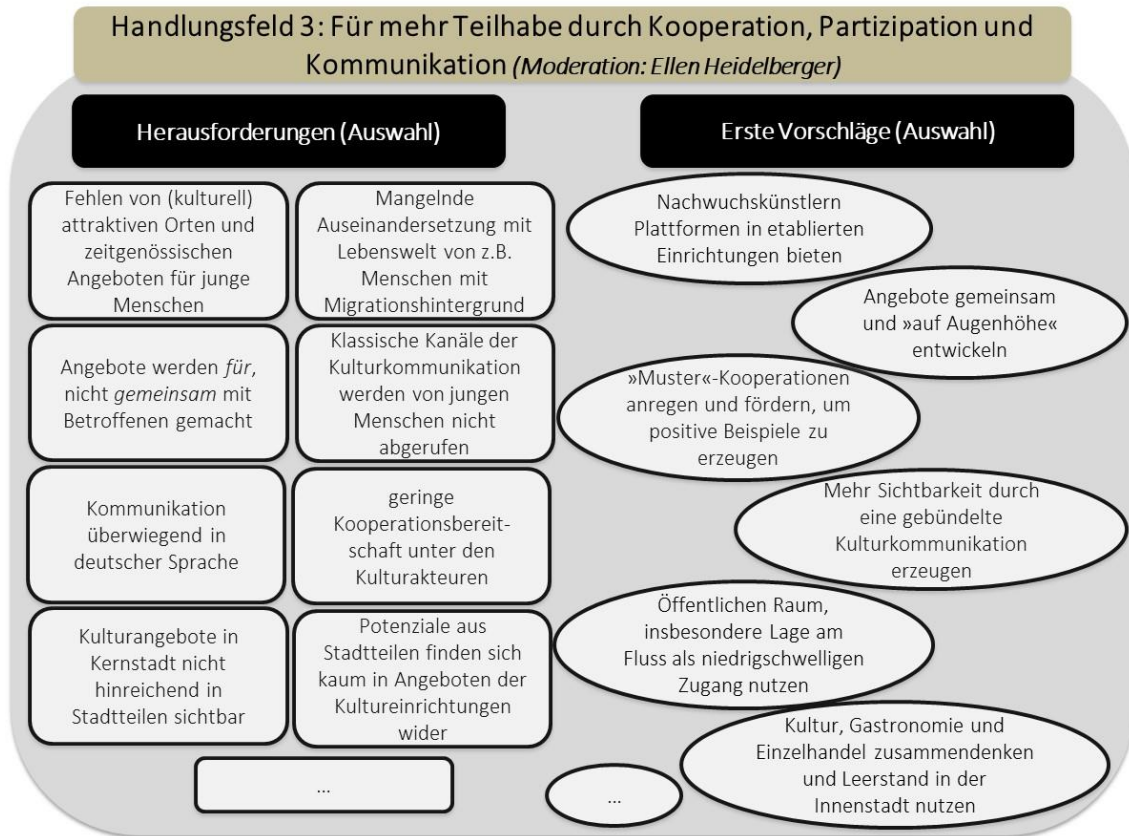 Handlungsfeld 3: Für mehr Teilhabe durch Kooperation, Partizipation und
Kommunikation (Moderation: Ellen Heidelberger)
Herausforderungen (Auswahl)
Fehlen von (kulturell)
attraktiven Orten und
zeitgenössischen
Angeboten für junge
Menschen
Mangelnde
Auseinandersetzung mit
Lebenswelt von z.B.
Menschen mit
Migrationshintergrund
Angebote werden für,
nicht gemeinsam mit
Betroffenen gemacht
Klassische Kanäle der
Kulturkommunikation
werden von jungen
Menschen nicht
abgerufen
Kommunikation
überwiegend in
deutscher Sprache
geringe
Kooperationsbereit-
schaft unter den
Kulturakteuren
Kulturangebote in
Kernstadt nicht
hinreichend in
Stadtteilen sichtbar
Potenziale aus
Stadtteilen finden sich
kaum in Angeboten der
Kultureinrichtungen
wider
...
Erste Vorschläge (Auswahl)
Nachwuchskünstlern
Plattformen in etablierten
Einrichtungen bieten
Angebote gemeinsam
und »auf Augenhöhe«
entwickeln
»Muster«-Kooperationen
anregen und fördern, um
positive Beispiele zu
erzeugen
Mehr Sichtbarkeit durch
eine gebündelte
Kulturkommunikation
erzeugen
Öffentlichen Raum,
insbesondere Lage am
Fluss als niedrigschwelligen
Zugang nutzen
Kultur, Gastronomie und
Einzelhandel zusammendenken
und Leerstand in der
Innenstadt nutzen
...